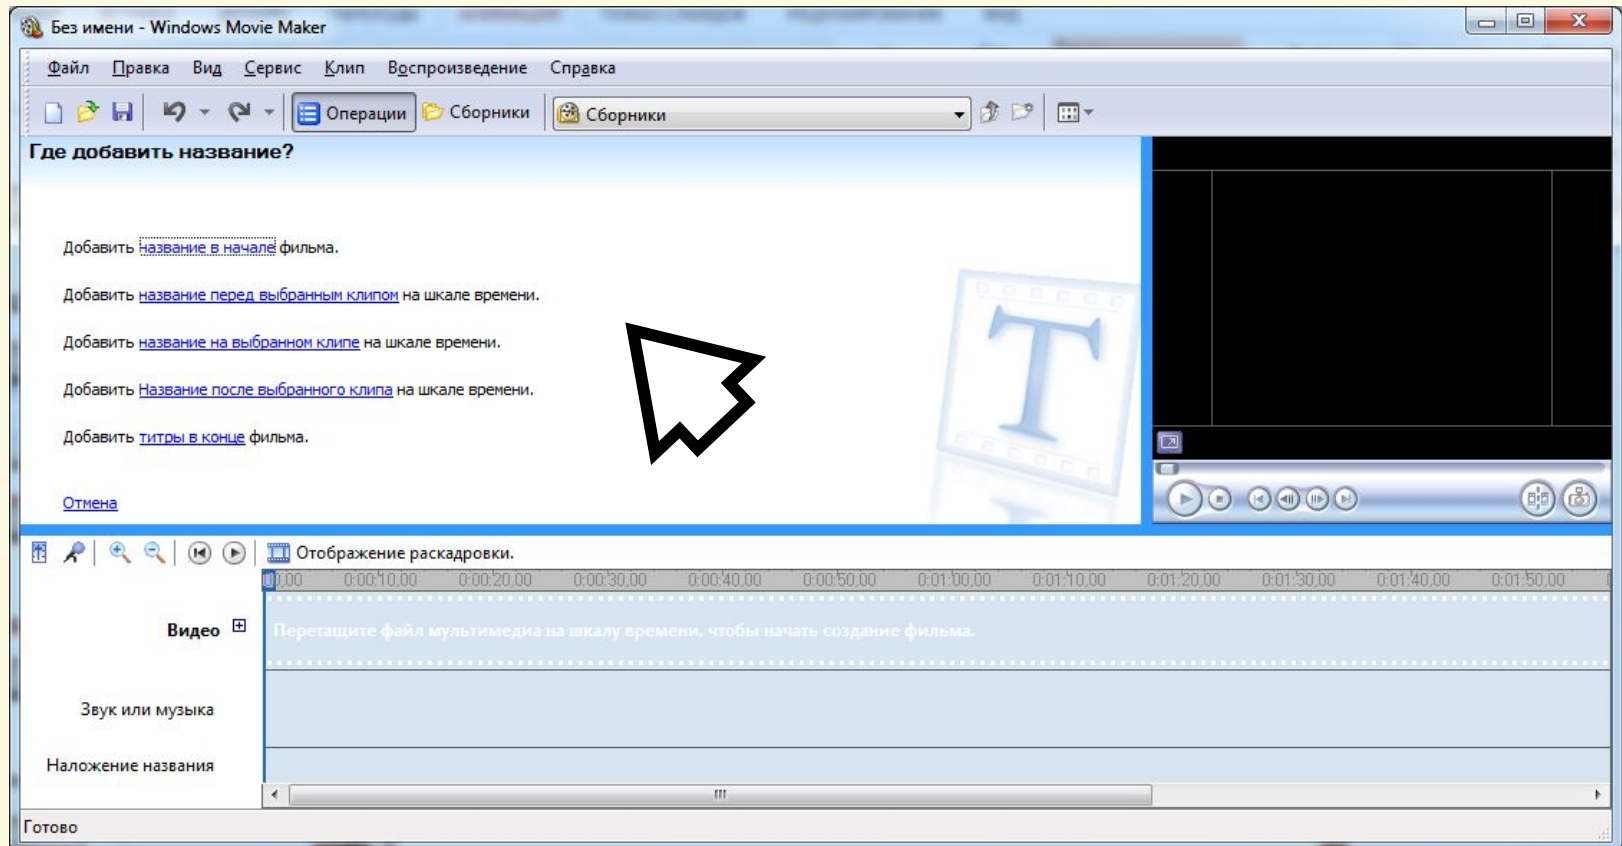 Без имени - Windows Movie Maker
Файл Правка Вид Сервис Клип Воспроизведение Справка
Операции Сборники Сборники
Где добавить название?
Добавить название в начале фильма.
Добавить название перед выбранным клипом на шкале времени.
Добавить название на выбранном клипе на шкале времени.
Добавить Название после выбранного клипа на шкале времени.
Добавить титры в конце фильма.
T
Отмена
Отображение раскадровки.
0:00:10,00 0:00:20,00 0:00:30,00 0:00:40,00 0:00:50,00 0:01:00,00 0:01:10,00 0:01:20,00 0:01:30,00 0:01:40,00 0:01:50,00
Видео Перетащите файл мультимедиа на шкалу времени, чтобы начать создание фильма.
Звук или музыка
Наложение названия
Готово